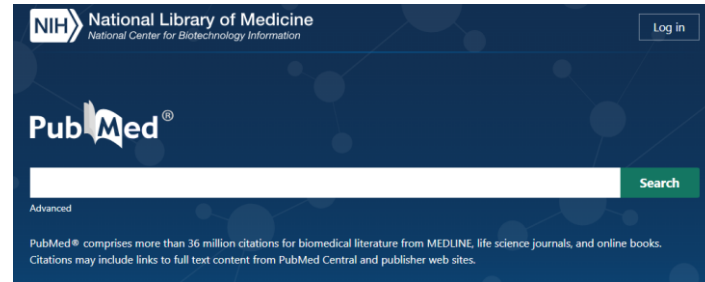 NIH National Library of Medicine
National Center for Biotechnology Information
Log in
PubMed®
Search
Advanced
PubMed® comprises more than 36 million citations for biomedical literature from MEDLINE, life science journals, and online books.
Citations may include links to full text content from PubMed Central and publisher web sites.